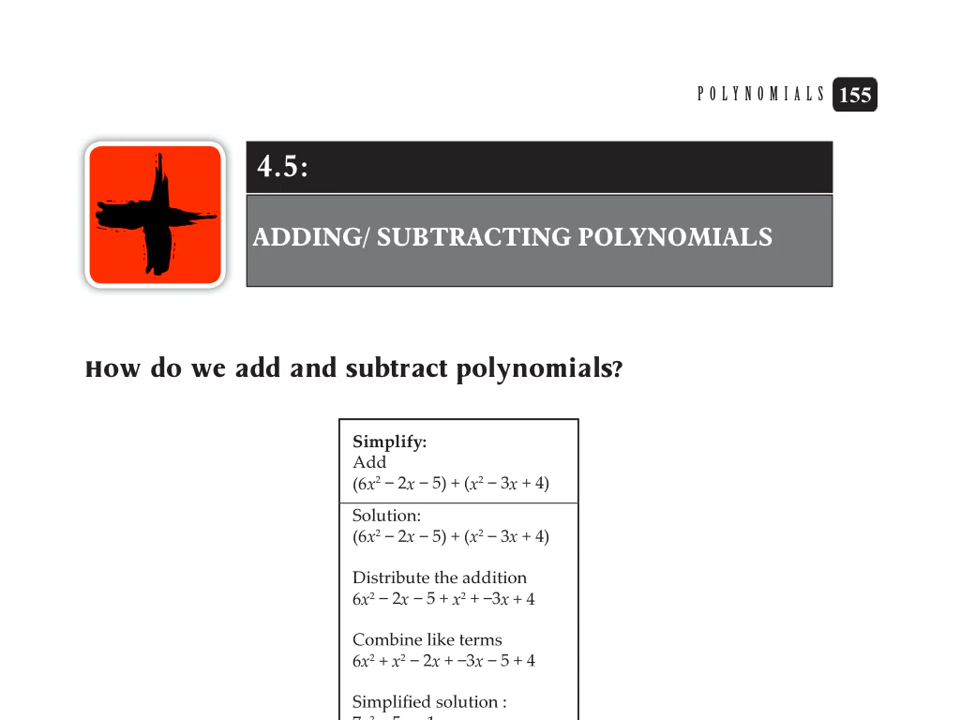 POLYNOMIALS 155
4.5:
ADDING/ SUBTRACTING POLYNOMIALS
How do we add and subtract polynomials?
Simplify:
Add
(6x² − 2x − 5) + (x² − 3x + 4)
Solution:
(6x² − 2x − 5) + (x² − 3x + 4)
Distribute the addition
6x² − 2x − 5 + x² + −3x + 4
Combine like terms
6x² + x² − 2x + −3x − 5 + 4
Simplified solution :